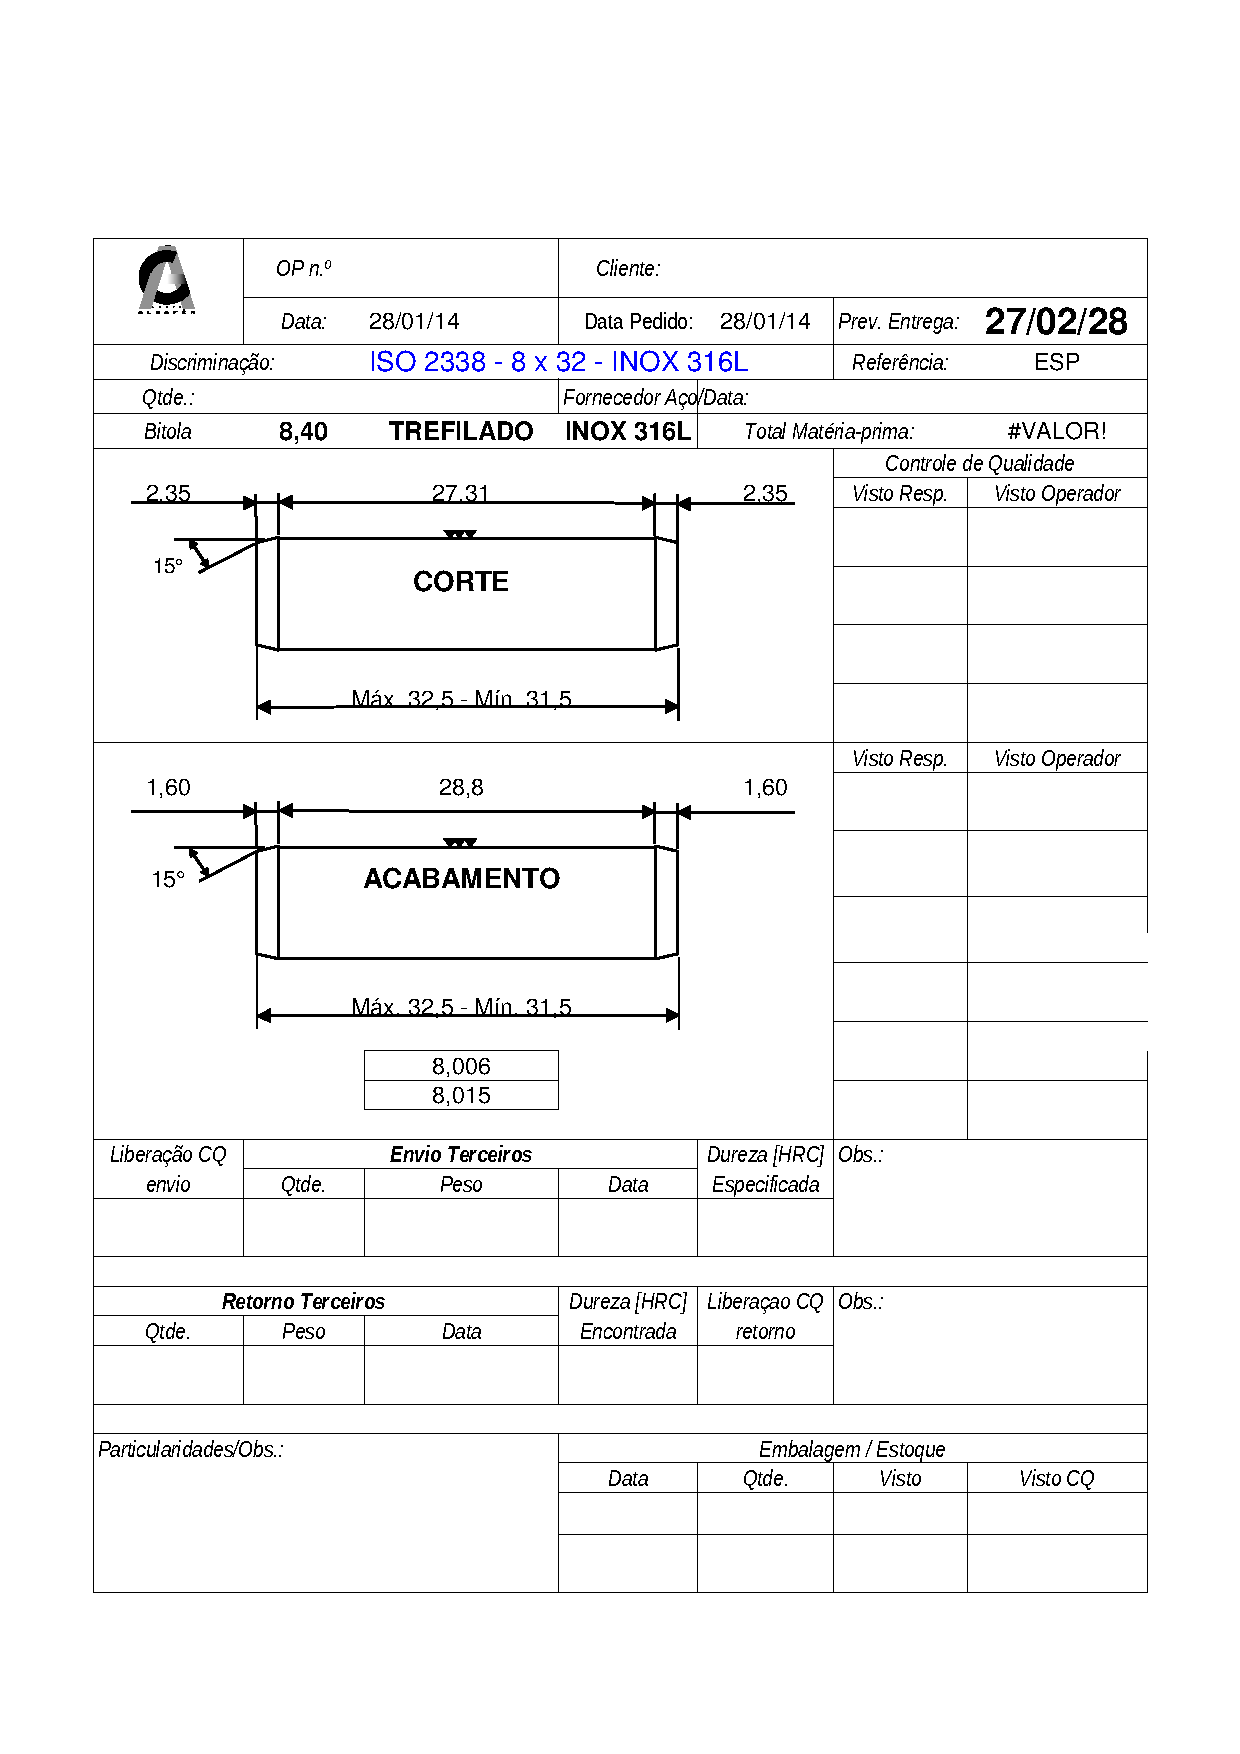 ALBAFER
OP n.º Cliente:
Data: 28/01/14 Data Pedido: 28/01/14 Prev. Entrega: 27/02/28
Discriminação: ISO 2338 - 8 x 32 - INOX 316L Referência: ESP
Qtde.: Fornecedor Aço/Data:
Bitola 8,40 TREFILADO INOX 316L Total Matéria-prima: #VALOR!
Controle de Qualidade
2,35 27,31 2,35 Visto Resp. Visto Operador
15°
CORTE
Máx. 32,5 - Mín. 31,5
Visto Resp. Visto Operador
1,60 28,8 1,60
15° ACABAMENTO
Máx. 32,5 - Mín. 31,5
8,006
8,015
Liberação CQ Envio Terceiros Dureza [HRC] Obs.:
envio Qtde. Peso Data Especificada
Retorno Terceiros Dureza [HRC] Liberaçao CQ Obs.:
Qtde. Peso Data Encontrada retorno
Particularidades/Obs.: Embalagem / Estoque
Data Qtde. Visto Visto CQ